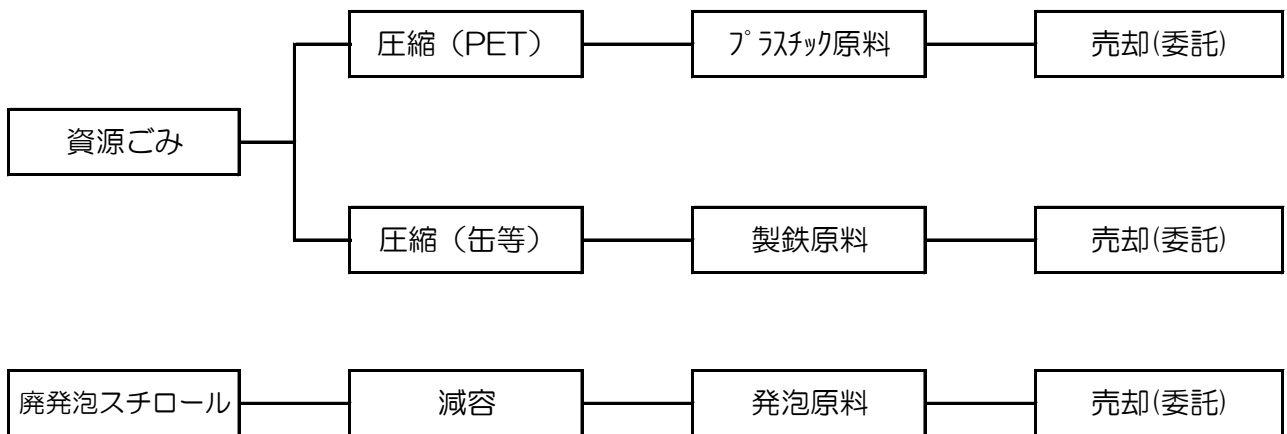 圧縮（PET）
ﾌﾟﾗｽﾁｯｸ原料
売却(委託)
資源ごみ
圧縮（缶等）
製鉄原料
売却(委託)
廃発泡スチロール
減容
発泡原料
売却(委託)